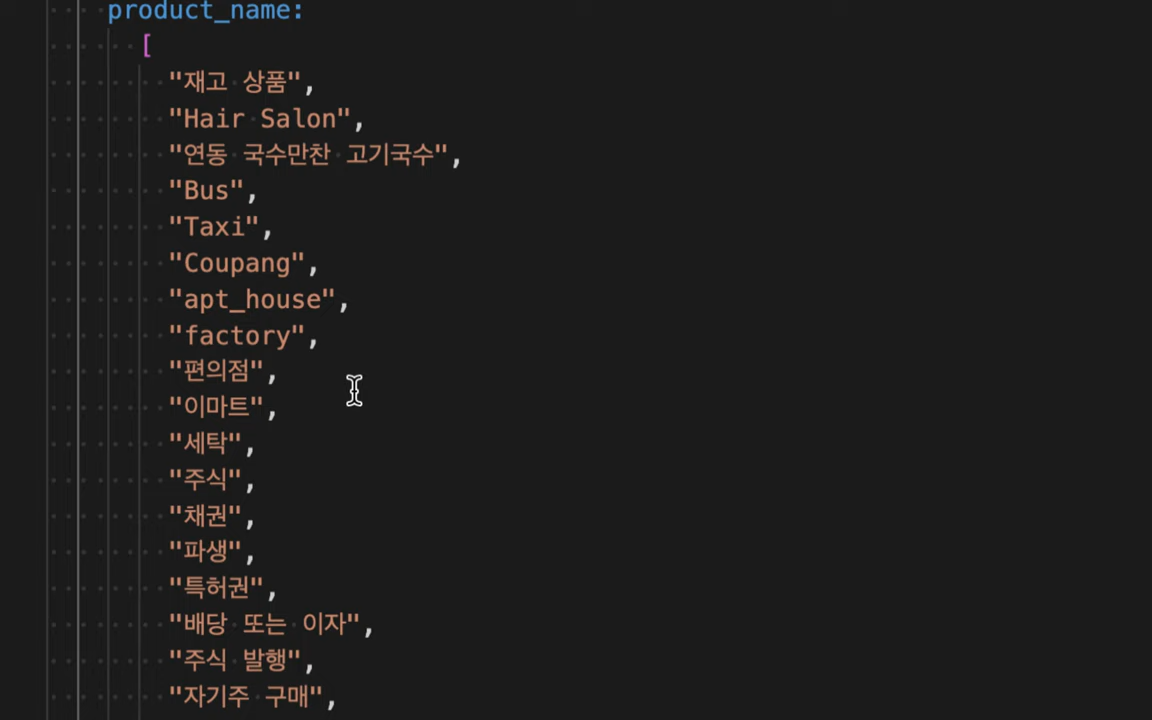 product_name:
[
"재고 상품",
"Hair Salon",
"연동 국수만찬 고기국수",
"Bus",
"Taxi",
"Coupang",
"apt_house",
"factory",
"편의점",
"이마트",
"세탁",
"주식",
"채권",
"파생",
"특허권",
"배당 또는 이자",
"주식 발행",
"자기주 구매",